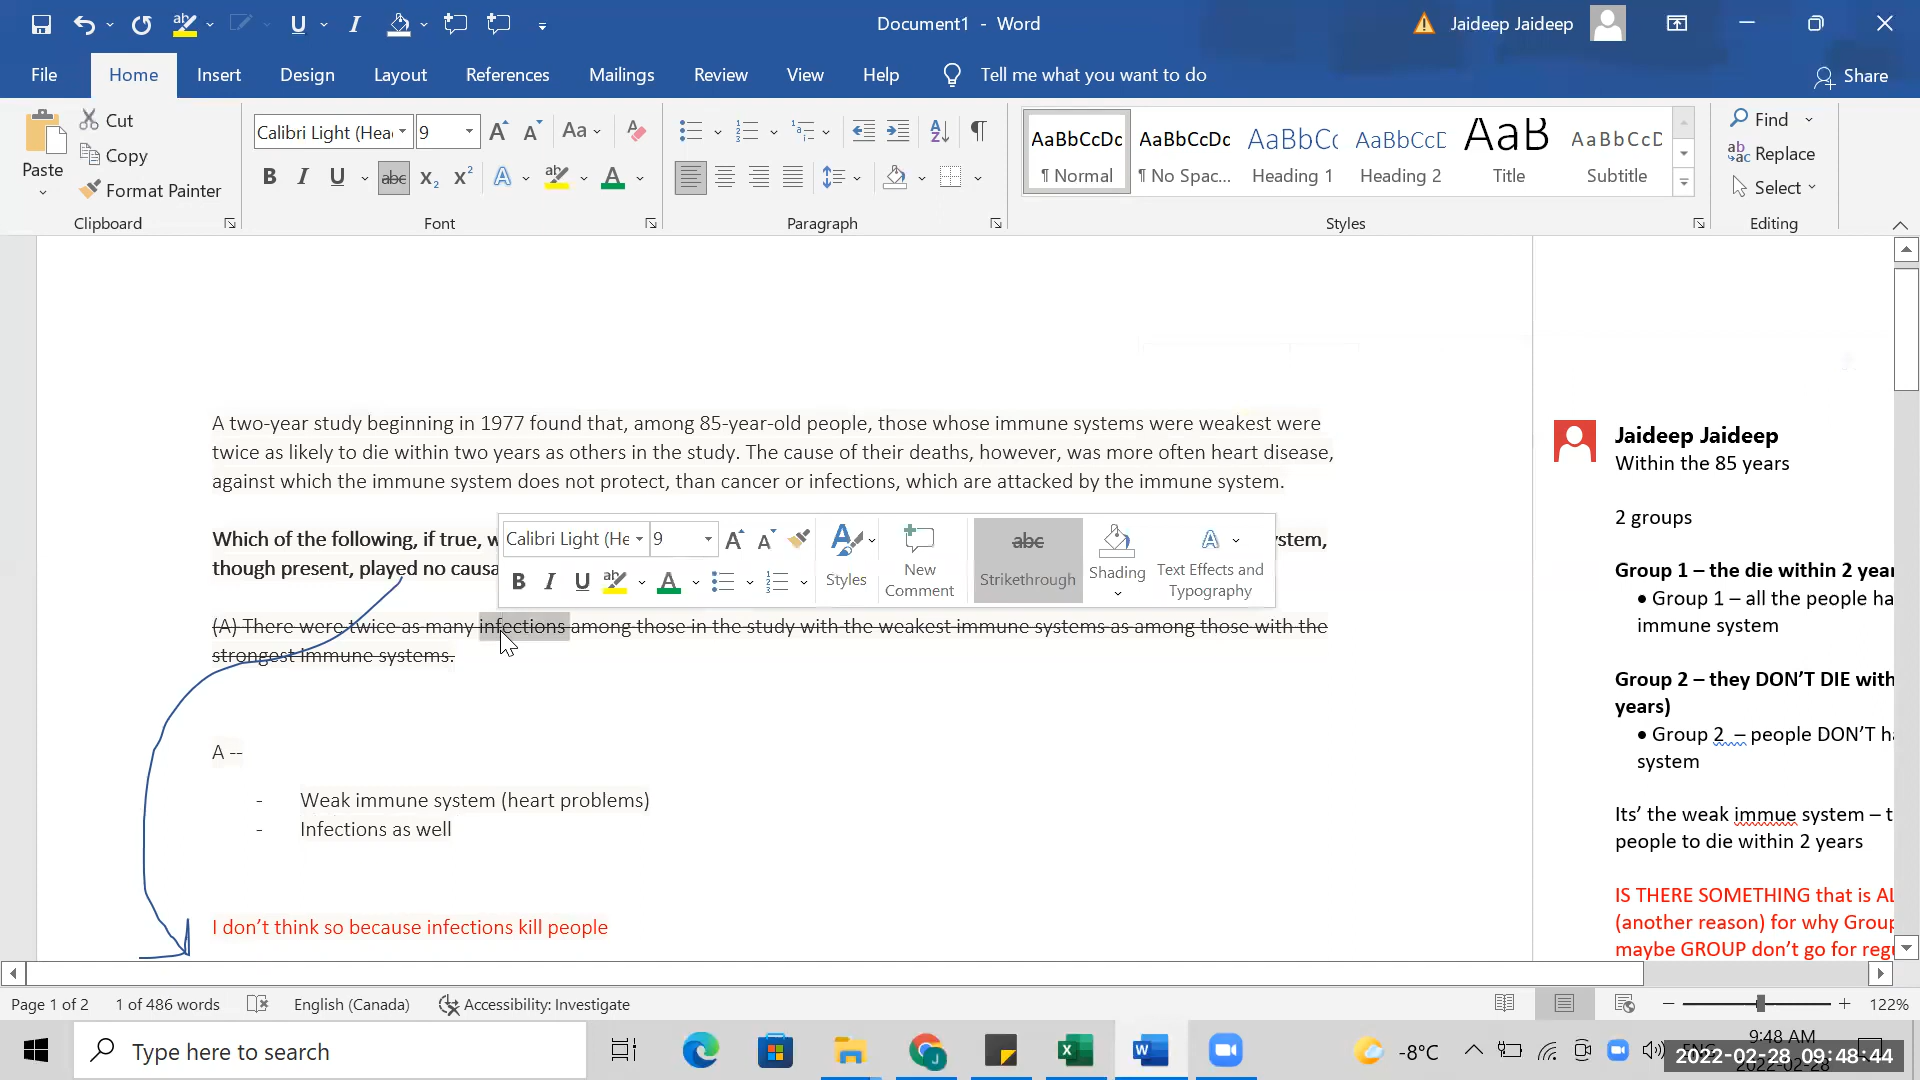 Document1 - Word
Jaideep Jaideep
File Home Insert Design Layout References Mailings Review View Help Tell me what you want to do Share
Paste
Cut
Copy
Format Painter
Clipboard
Calibri Light (Hea 9
Font
Paragraph
AaBbCcDc AaBbCcDc AaBbCc AaBbCcD AaB AaBbCcD
¶ Normal ¶ No Spac... Heading 1 Heading 2 Title Subtitle
Styles
Find
Replace
Select
Editing
A two-year study beginning in 1977 found that, among 85-year-old people, those whose immune systems were weakest were
twice as likely to die within two years as others in the study. The cause of their deaths, however, was more often heart disease,
against which the immune system does not protect, than cancer or infections, which are attacked by the immune system.
Which of the following, if true, w
stem,
though present, played no causa
Calibri Light (He 9
Styles
New
Comment
Strikethrough
Shading
Text Effects and
Typography
(A) There were twice as many infections among those in the study with the weakest immune systems as among those with the
strongest immune systems.
A --
- Weak immune system (heart problems)
- Infections as well
I don't think so because infections kill people
Jaideep Jaideep
Within the 85 years
2 groups
Group 1 – the die within 2 year
• Group 1 – all the people ha
immune system
Group 2 – they DON'T DIE with
years)
• Group 2 – people DON'T h
system
Its' the weak immue system – t
people to die within 2 years
IS THERE SOMETHING that is AL
(another reason) for why Group
maybe GROUP don't go for reg
Page 1 of 2 1 of 486 words English (Canada) Accessibility: Investigate 122%
Type here to search
-8°C
9:48 AM
2022-02-28 09:48:44